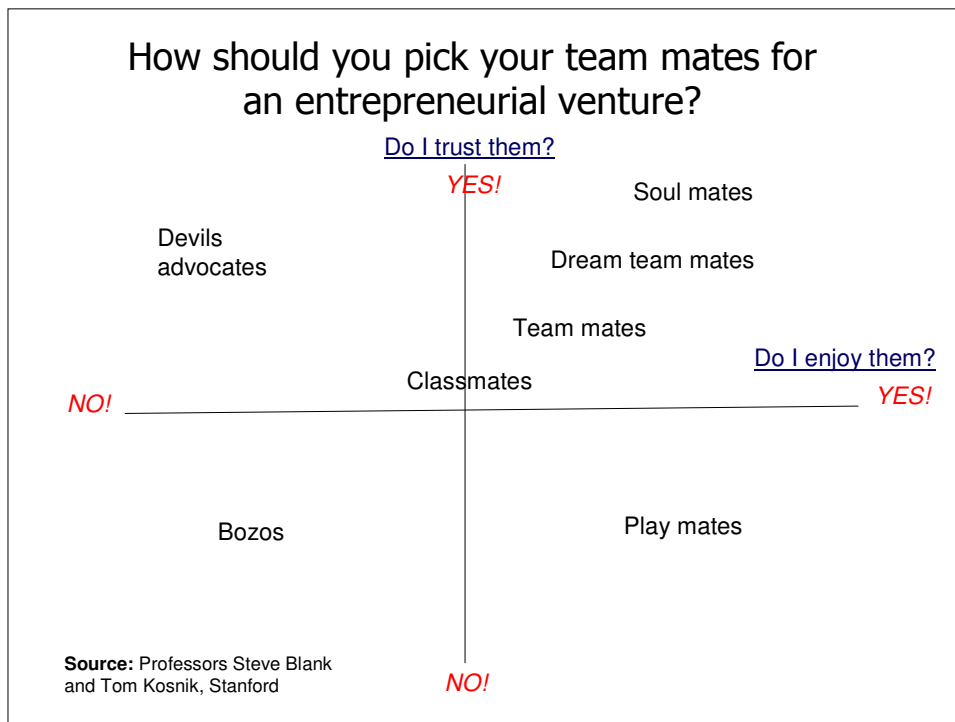 How should you pick your team mates for
an entrepreneurial venture?
Do I trust them?
YES!
Soul mates
Devils
advocates
Dream team mates
Team mates
Do I enjoy them?
Classmates
NO!
YES!
Bozos
Play mates
Source: Professors Steve Blank
and Tom Kosnik, Stanford
NO!